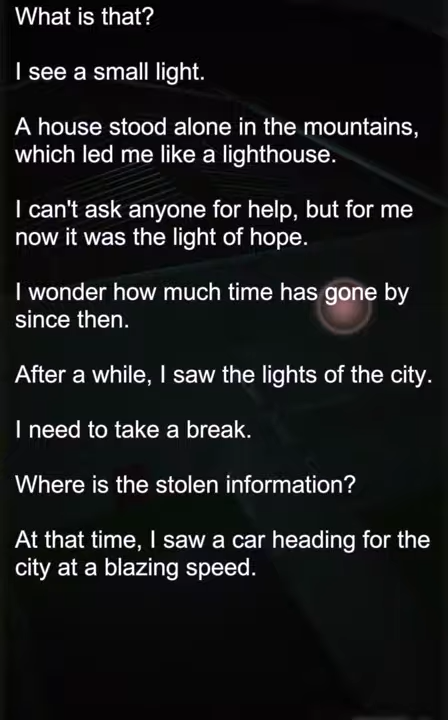 What is that?
I see a small light.
A house stood alone in the mountains,
which led me like a lighthouse.
I can't ask anyone for help, but for me
now it was the light of hope.
I wonder how much time has gone by
since then.
After a while, I saw the lights of the city.
I need to take a break.
Where is the stolen information?
At that time, I saw a car heading for the
city at a blazing speed.